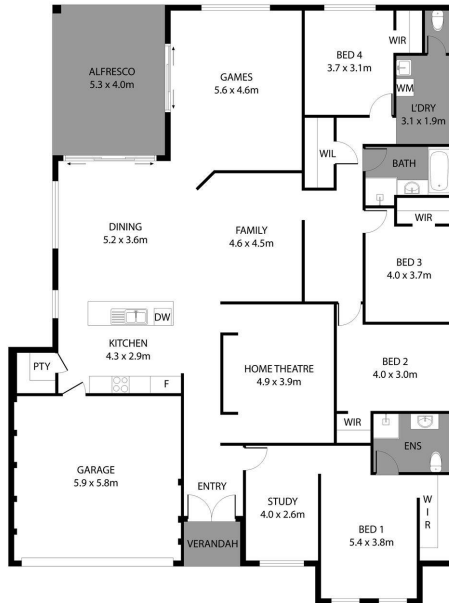 ALFRESCO
5.3 x 4.0m
GAMES
5.6 x 4.6m
BED 4
3.7 x 3.1m
WIR
WM
L'DRY
3.1 x 1.9m
WIL
BATH
DINING
5.2 x 3.6m
FAMILY
4.6 x 4.5m
WIR
BED 3
4.0 x 3.7m
DW
KITCHEN
4.3 x 2.9m
PTY
F
HOME THEATRE
4.9 x 3.9m
BED 2
4.0 x 3.0m
WIR
ENS
GARAGE
5.9 x 5.8m
ENTRY
STUDY
4.0 x 2.6m
BED 1
5.4 x 3.8m
WIR
VERANDAH